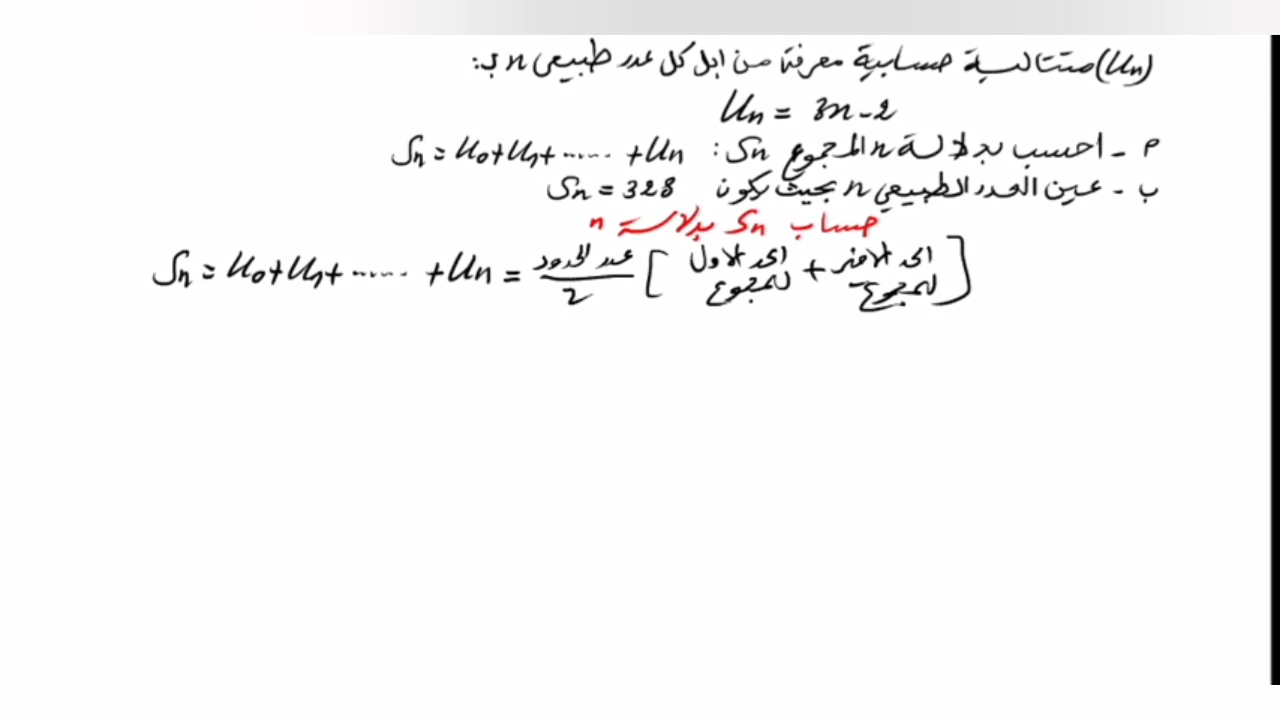 (Un) متتالية حسابية معرفة من اجل كل عدد طبيعي n بـ:
Un = 3n - 2
م - احسب بدلالة n المجموع Sn : Sn = U0 + U1 + ...... + Un
ب - عين العدد الطبيعي n بحيث يكون Sn = 328
حساب Sn بدلالة n
Sn = U0 + U1 + ...... + Un = عدد الحدود / 2 [ الحد الاول للمجموع + الحد الاخير للمجموع ]